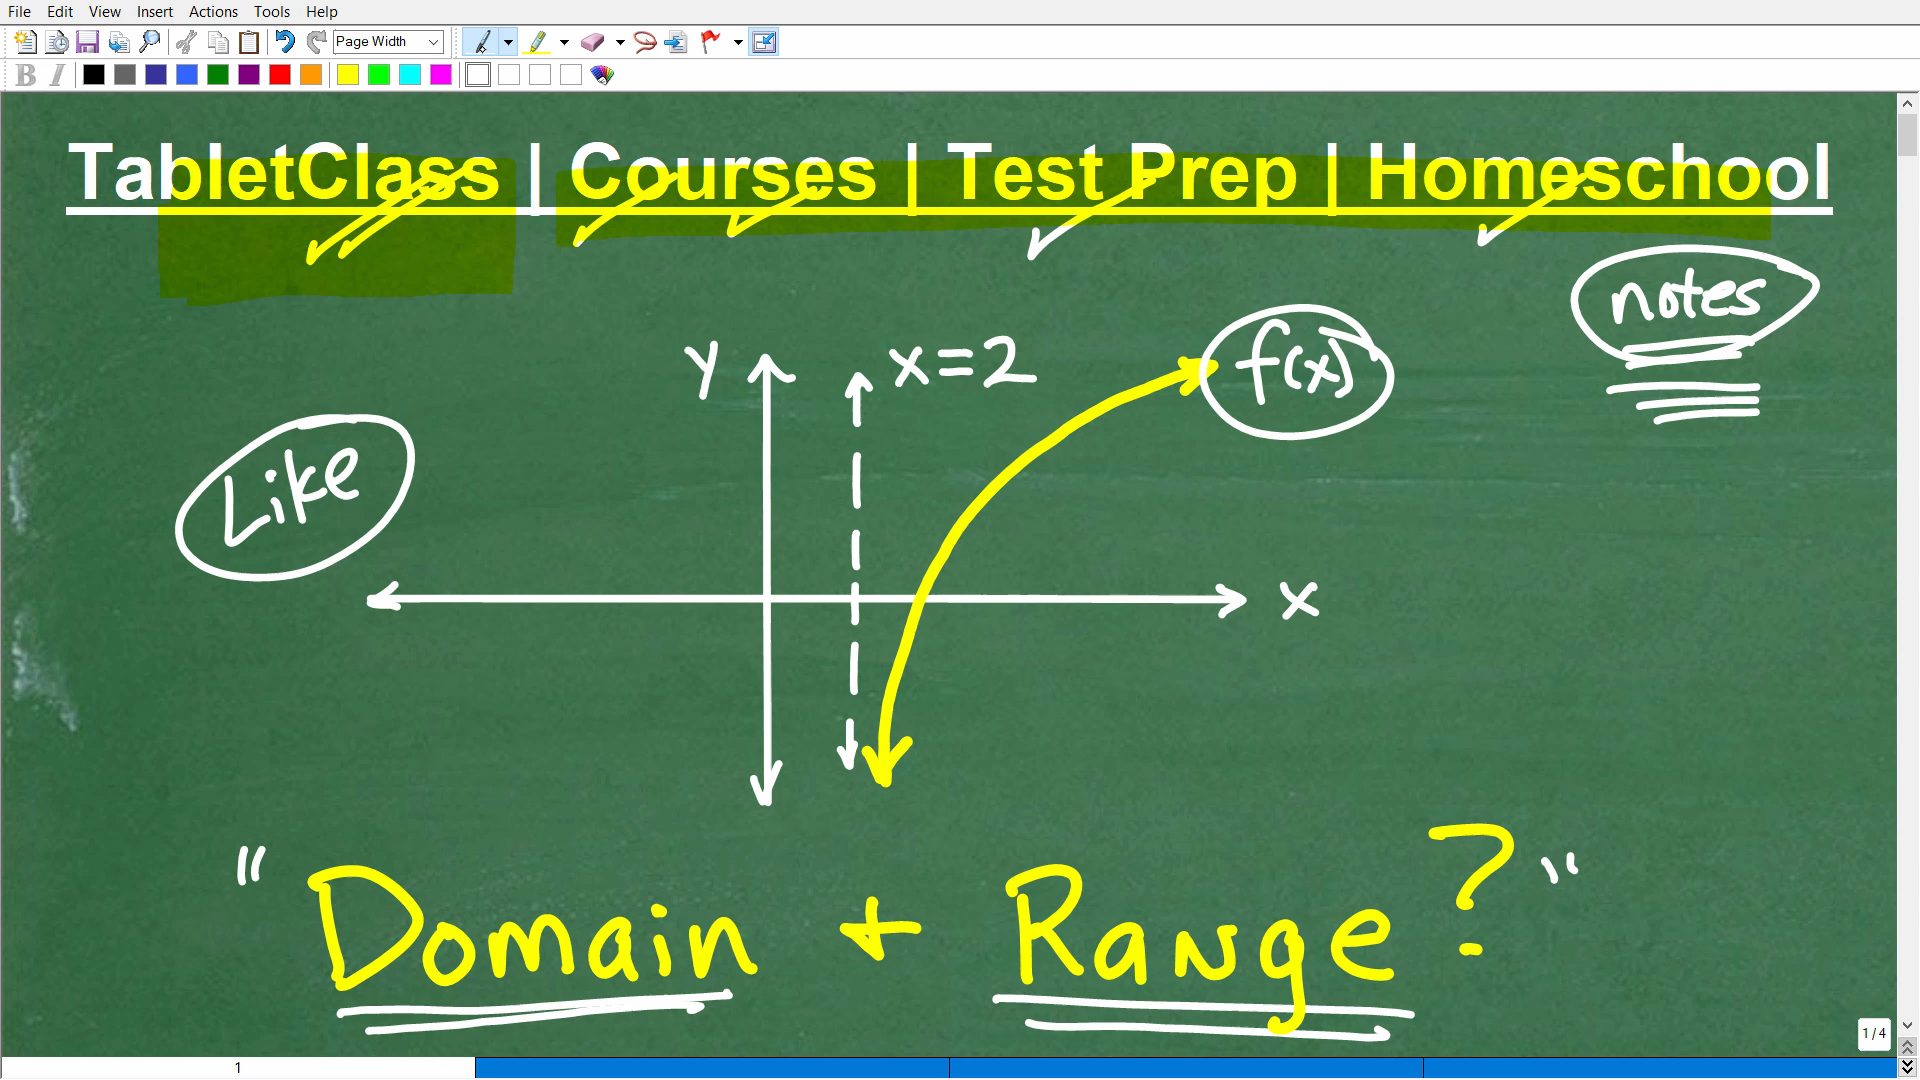 File Edit View Insert Actions Tools Help
Page Width
B I
TabletClass | Courses | Test Prep | Homeschool
notes
y x=2 f(x)
Like
x
"Domain + Range?"
1 / 4
1